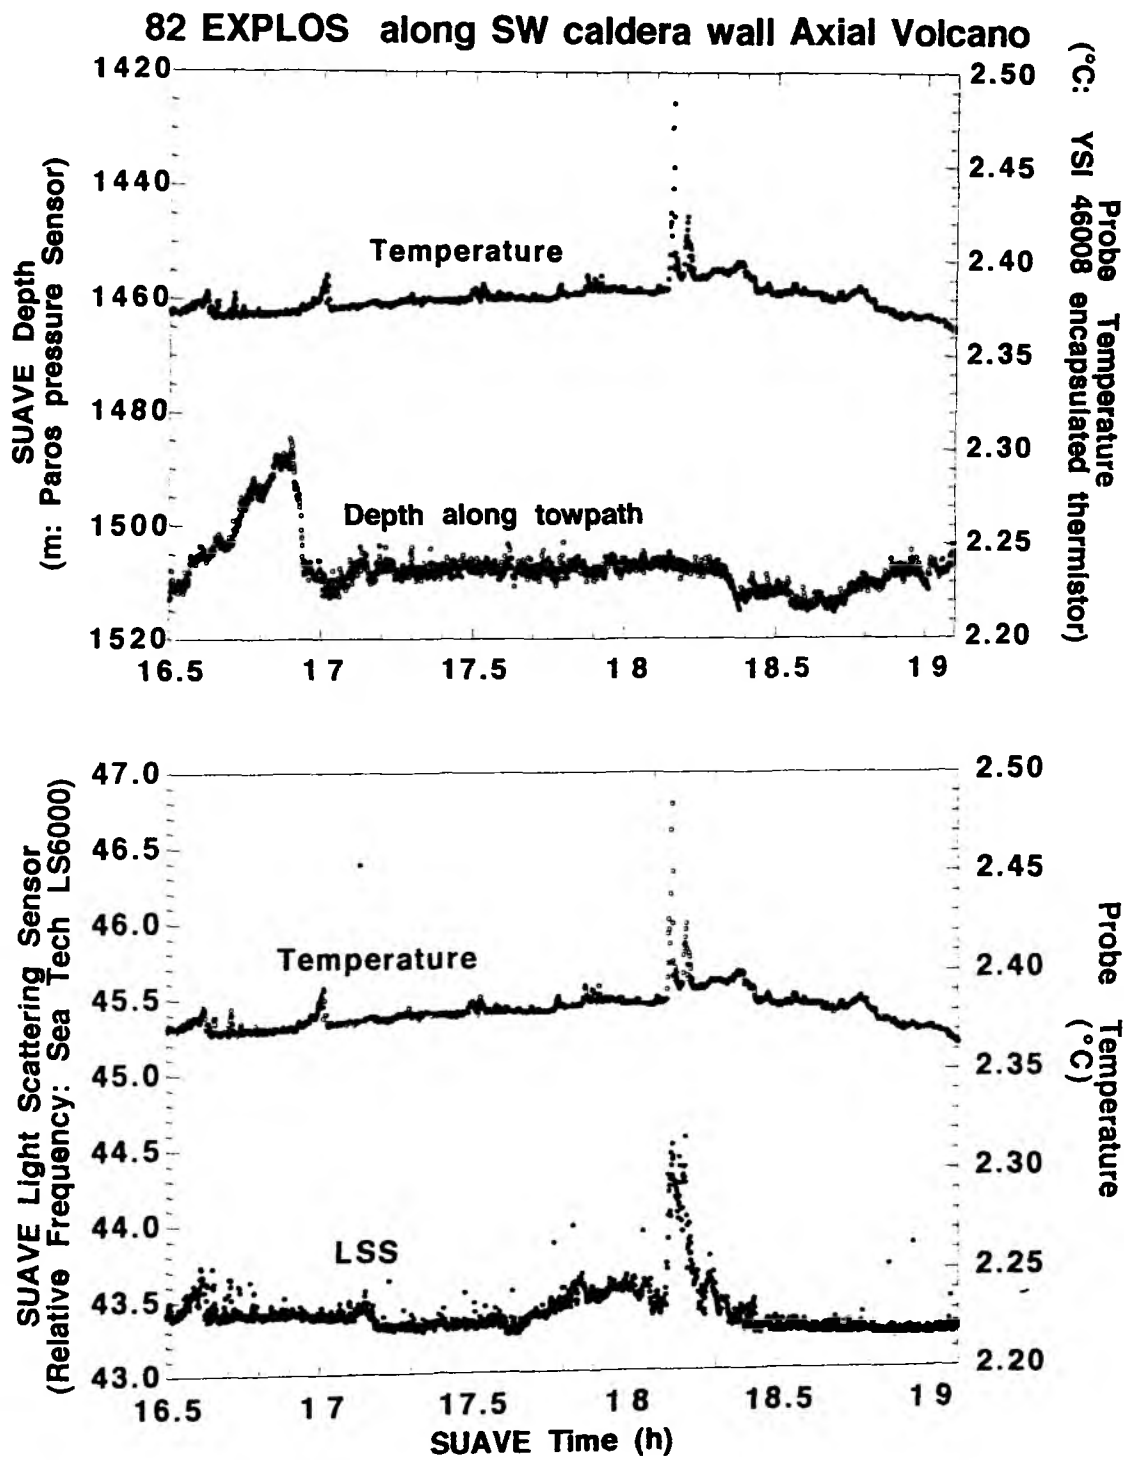 82 EXPLOS along SW caldera wall Axial Volcano
SUAVE Depth
(m: Paros pressure Sensor)
1420
1440
1460
1480
1500
1520
Temperature
Depth along towpath
2.50
2.45
2.40
2.35
2.30
2.25
2.20
Probe Temperature
(°C: YSI 46008 encapsulated thermistor)
16.5 17 17.5 18 18.5 19
SUAVE Light Scattering Sensor
(Relative Frequency: Sea Tech LS6000)
47.0
46.5
46.0
45.5
45.0
44.5
44.0
43.5
43.0
Temperature
LSS
2.50
2.45
2.40
2.35
2.30
2.25
2.20
Probe Temperature
(°C)
16.5 17 17.5 18 18.5 19
SUAVE Time (h)